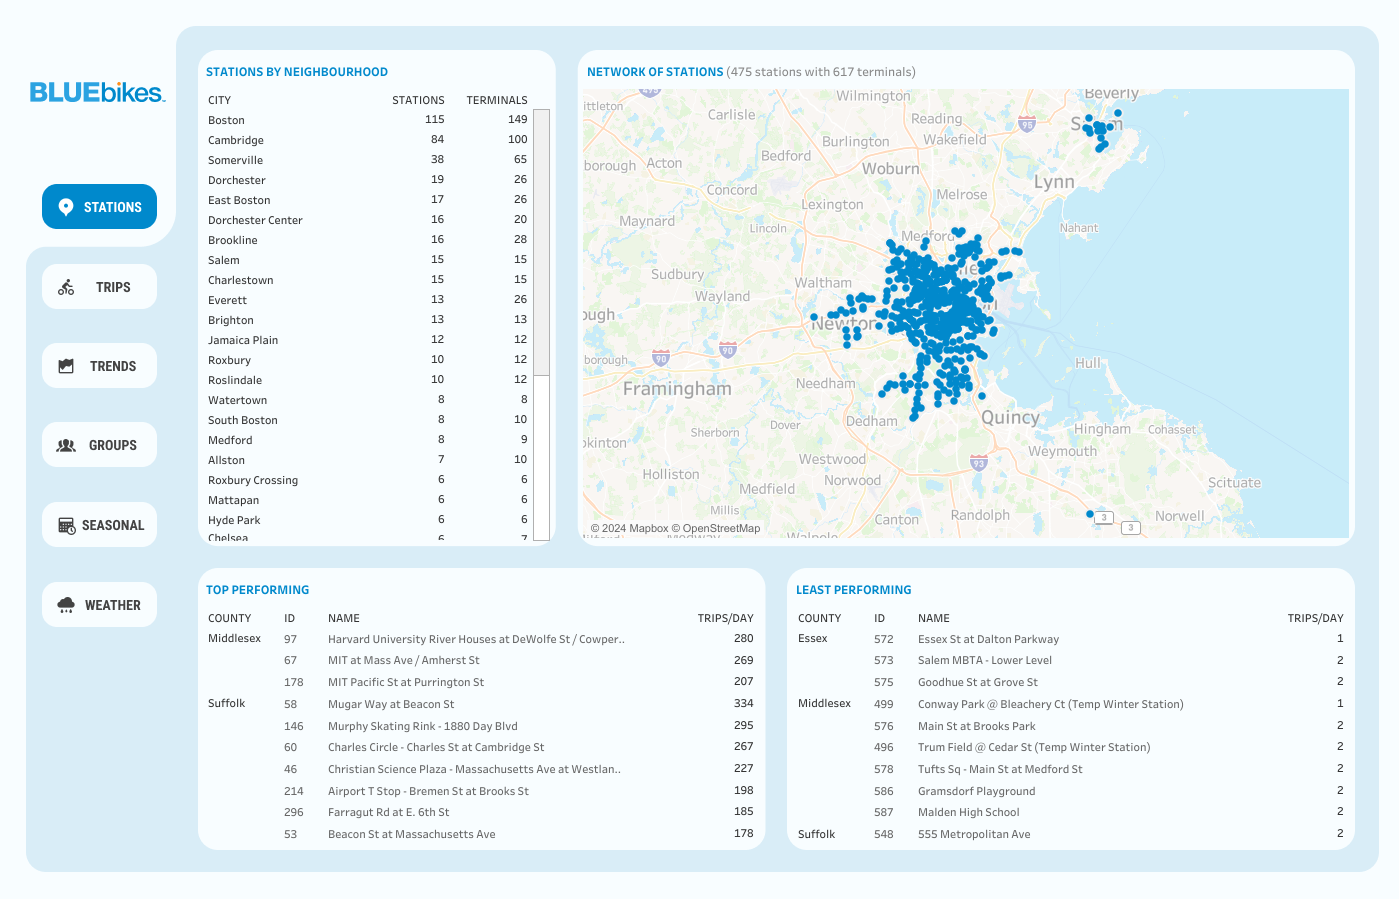 BLUEbikes
STATIONS
TRIPS
TRENDS
GROUPS
SEASONAL
WEATHER
STATIONS BY NEIGHBOURHOOD
CITY STATIONS TERMINALS
Boston 115 149
Cambridge 84 100
Somerville 38 65
Dorchester 19 26
East Boston 17 26
Dorchester Center 16 20
Brookline 16 28
Salem 15 15
Charlestown 15 15
Everett 13 26
Brighton 13 13
Jamaica Plain 12 12
Roxbury 10 12
Roslindale 10 12
Watertown 8 8
South Boston 8 10
Medford 8 9
Allston 7 10
Roxbury Crossing 6 6
Mattapan 6 6
Hyde Park 6 6
Chelsea 6 7
NETWORK OF STATIONS (475 stations with 617 terminals)
Wilmington Beverly
ittleton Carlisle Reading 95
Burlington Wakefield
borough Acton Bedford Woburn
Lynn
Concord Lexington Melrose
Maynard Lincoln Nahant
Medford
Sudbury Waltham
Wayland
ough Newton
90 90
borough Hull
Framingham Needham
Quincy
Sherborn Dover Dedham Hingham Cohasset
okinton Weymouth
Westwood 93
Holliston Norwood Scituate
Medfield
Millis Canton Randolph Norwell
3
3
© 2024 Mapbox © OpenStreetMap
Medway Walpole
TOP PERFORMING
COUNTY ID NAME TRIPS/DAY
Middlesex 97 Harvard University River Houses at DeWolfe St / Cowper.. 280
67 MIT at Mass Ave / Amherst St 269
178 MIT Pacific St at Purrington St 207
Suffolk 58 Mugar Way at Beacon St 334
146 Murphy Skating Rink - 1880 Day Blvd 295
60 Charles Circle - Charles St at Cambridge St 267
46 Christian Science Plaza - Massachusetts Ave at Westlan.. 227
214 Airport T Stop - Bremen St at Brooks St 198
296 Farragut Rd at E. 6th St 185
53 Beacon St at Massachusetts Ave 178
LEAST PERFORMING
COUNTY ID NAME TRIPS/DAY
Essex 572 Essex St at Dalton Parkway 1
573 Salem MBTA - Lower Level 2
575 Goodhue St at Grove St 2
Middlesex 499 Conway Park @ Bleachery Ct (Temp Winter Station) 1
576 Main St at Brooks Park 2
496 Trum Field @ Cedar St (Temp Winter Station) 2
578 Tufts Sq - Main St at Medford St 2
586 Gramsdorf Playground 2
587 Malden High School 2
Suffolk 548 555 Metropolitan Ave 2